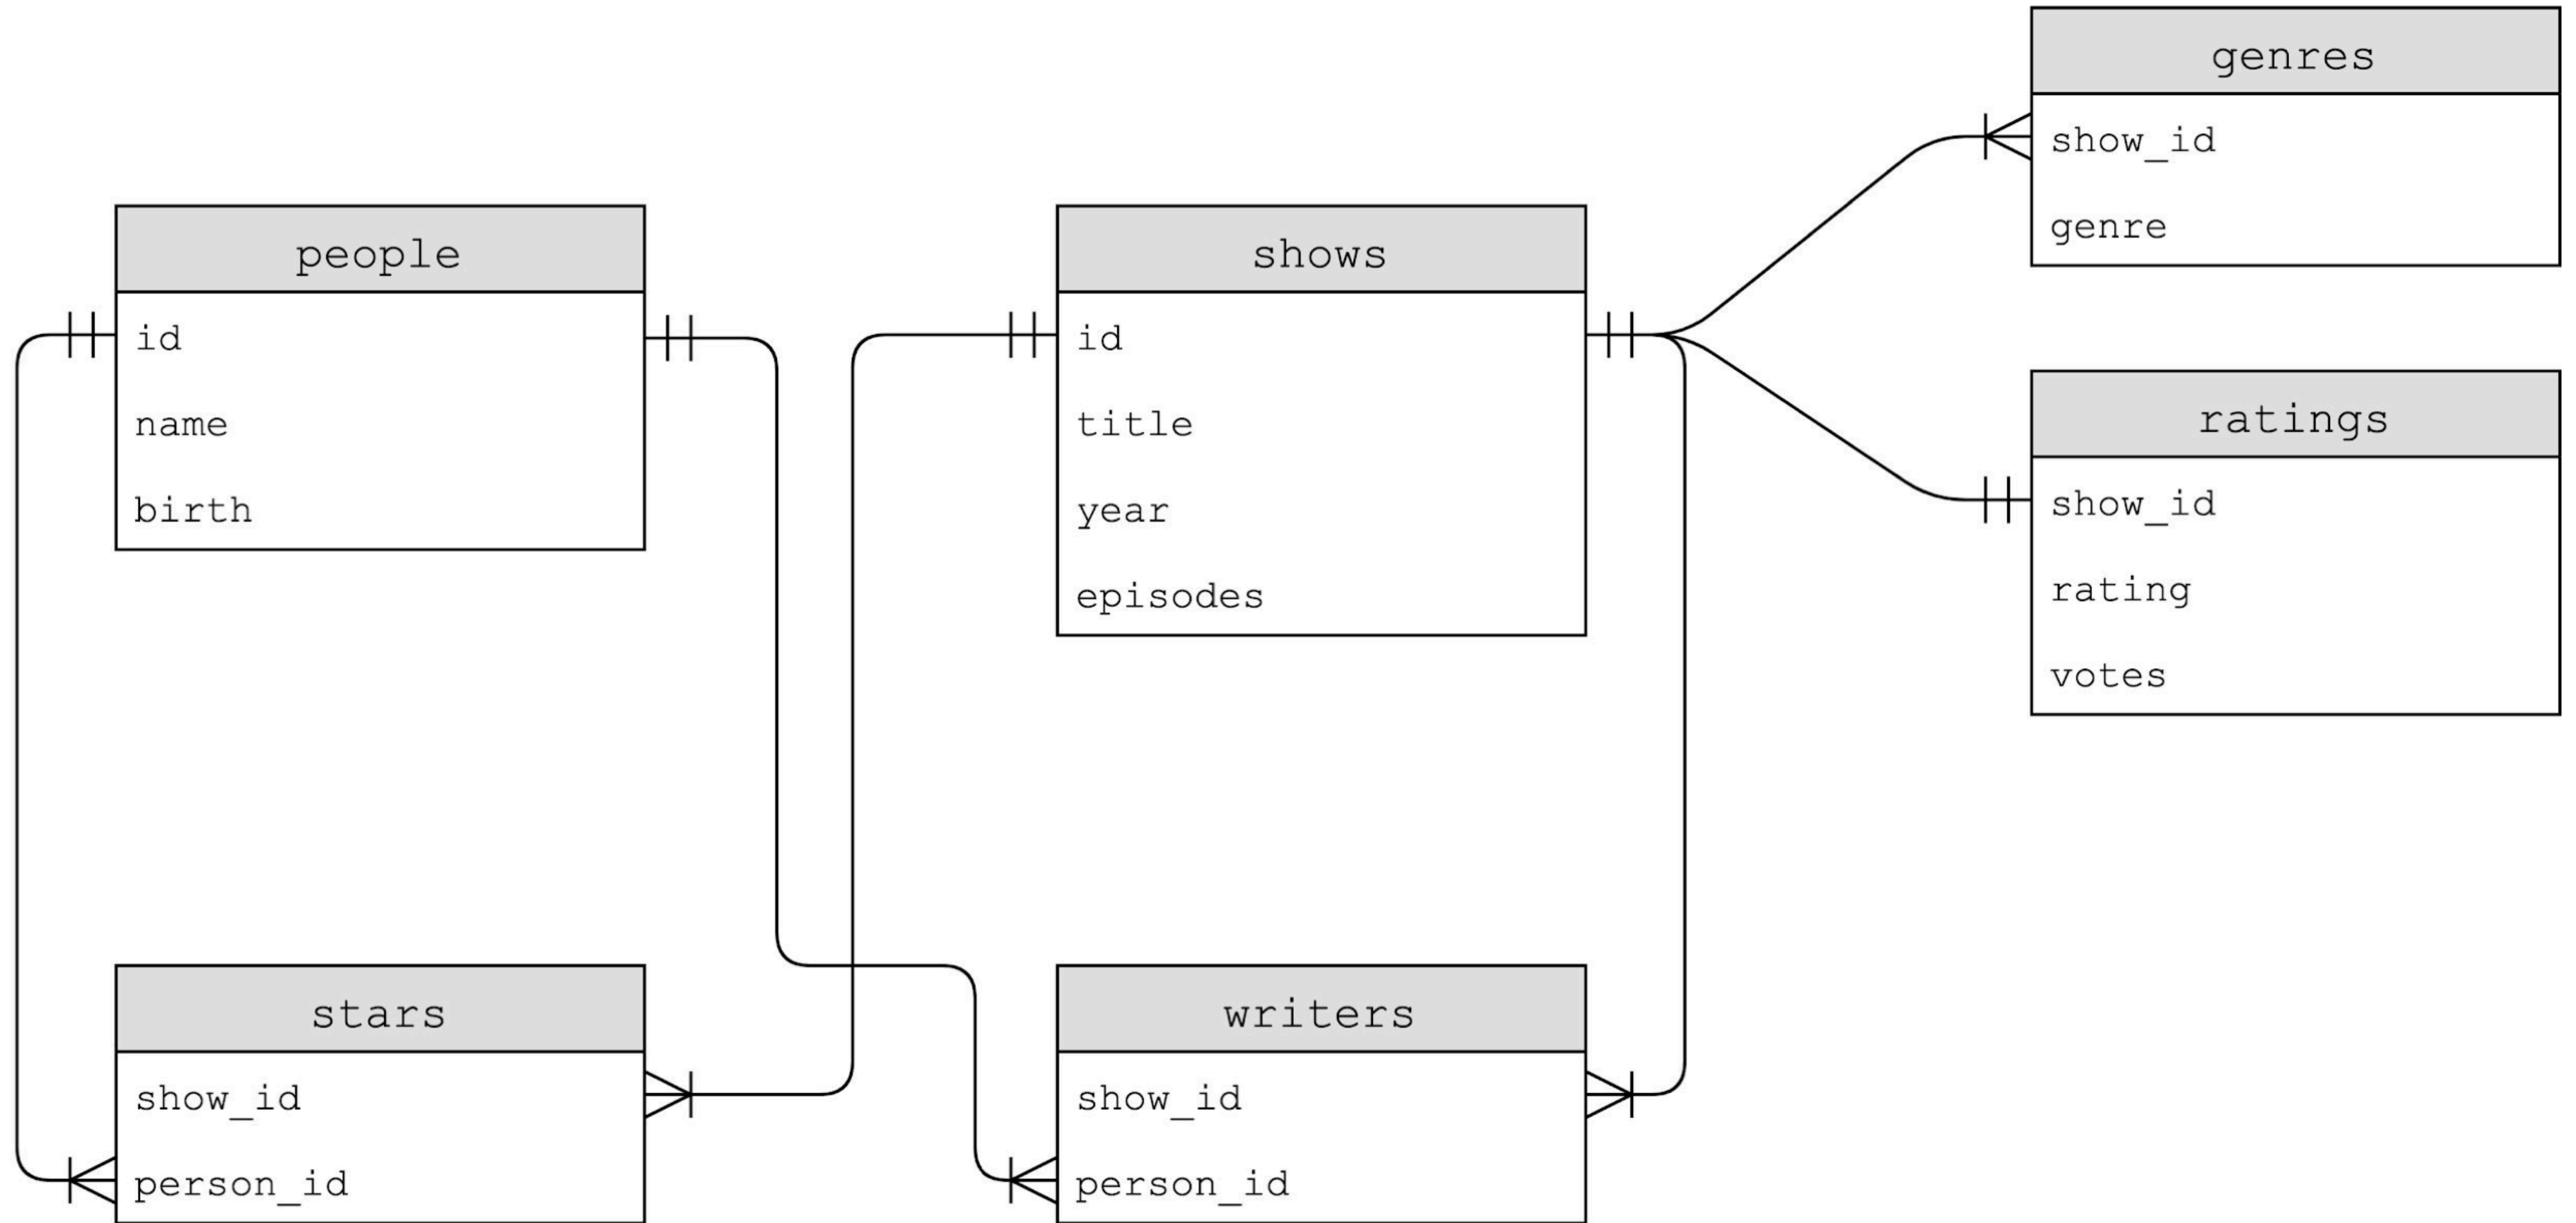 people
id
name
birth
shows
id
title
year
episodes
genres
show_id
genre
ratings
show_id
rating
votes
stars
show_id
person_id
writers
show_id
person_id